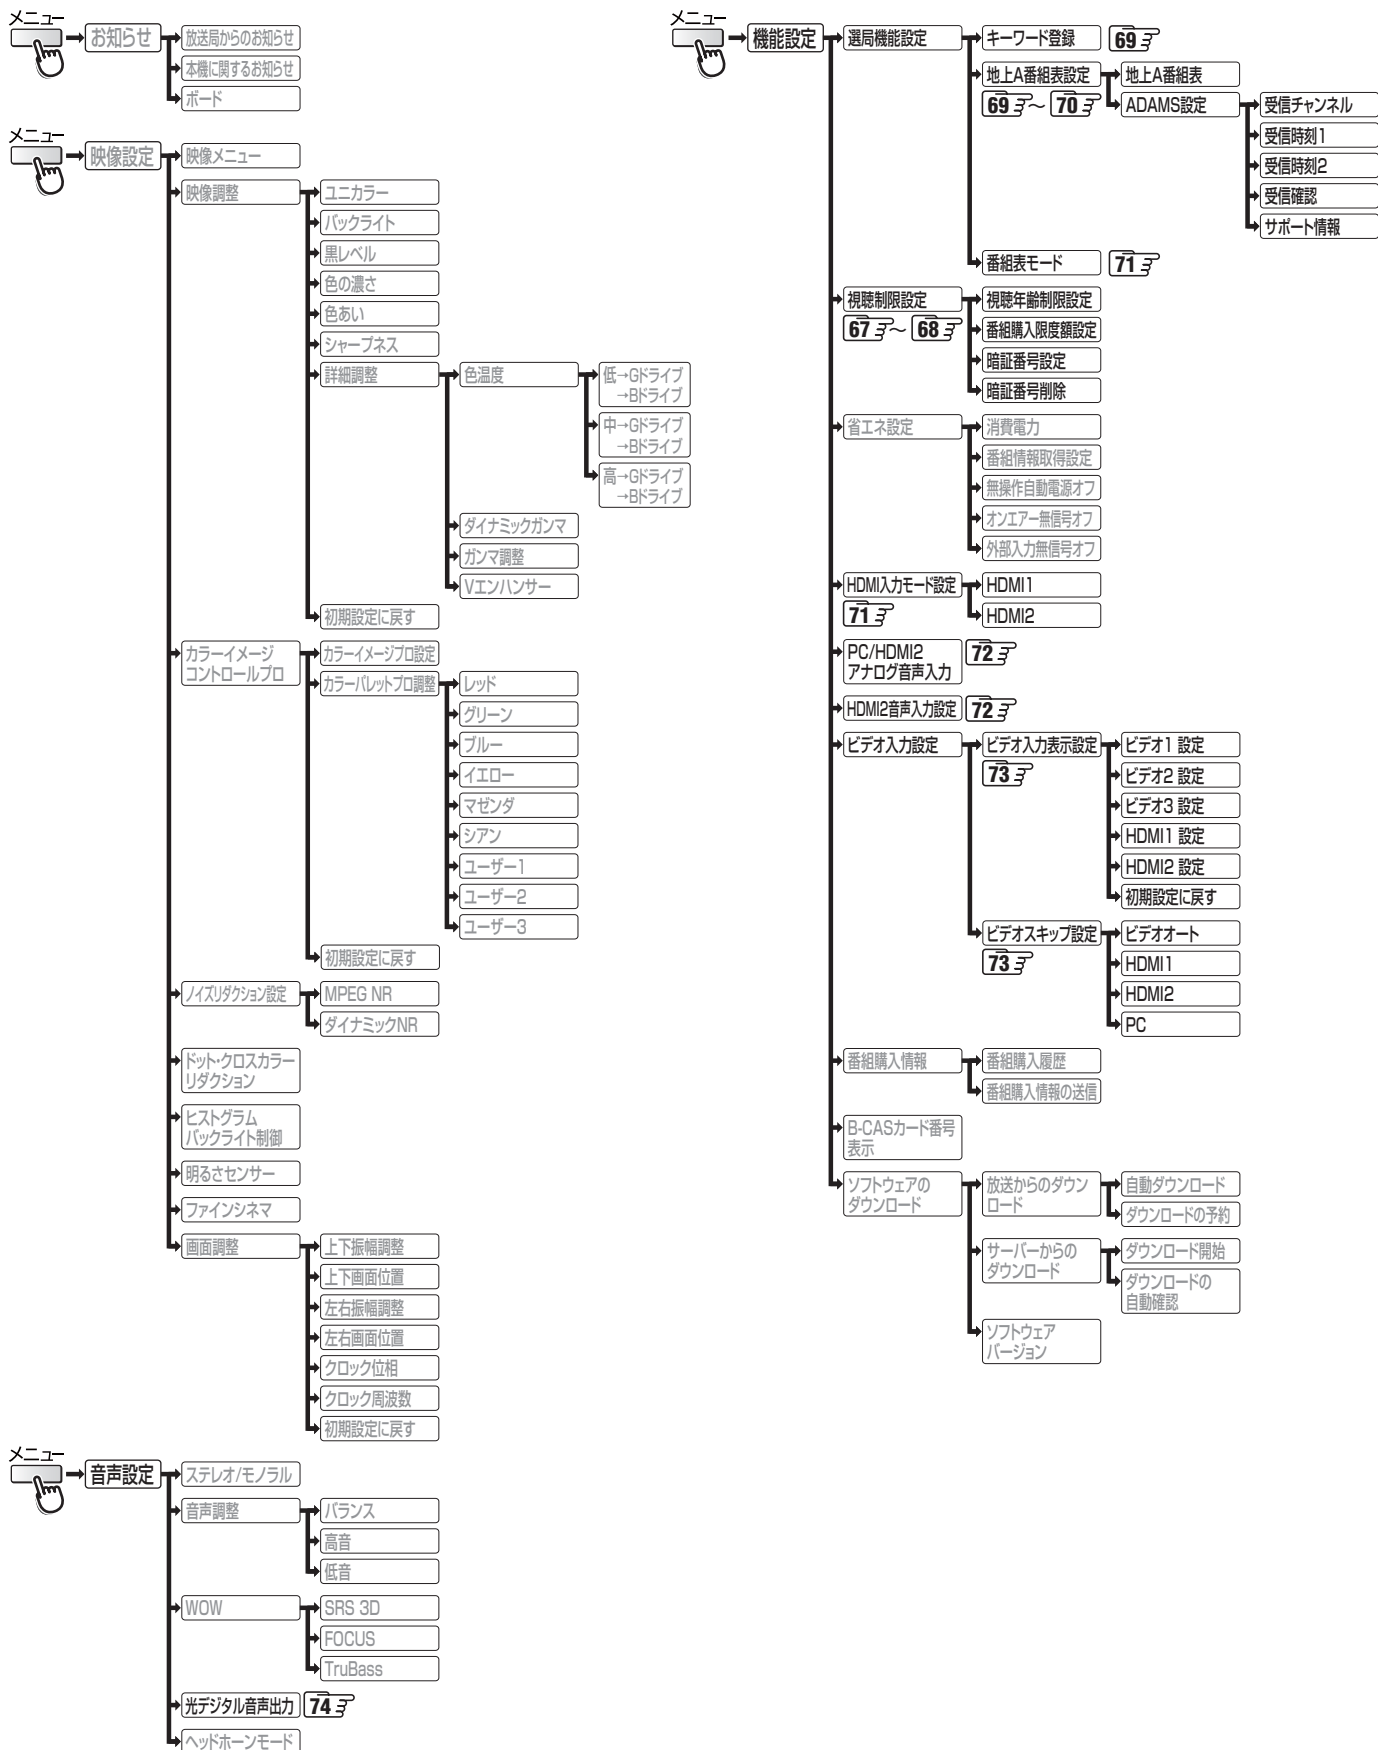 メニュー
お知らせ
放送局からのお知らせ
本機に関するお知らせ
ボード
メニュー
映像設定
映像メニュー
映像調整
ユニカラー
バックライト
黒レベル
色の濃さ
色あい
シャープネス
詳細調整
色温度
低→Gドライブ
→Bドライブ
中→Gドライブ
→Bドライブ
高→Gドライブ
→Bドライブ
ダイナミックガンマ
ガンマ調整
Vエンハンサー
初期設定に戻す
カラーイメージ
コントロールプロ
カラーイメージプロ設定
カラーパレットプロ調整
レッド
グリーン
ブルー
イエロー
マゼンダ
シアン
ユーザー1
ユーザー2
ユーザー3
初期設定に戻す
ノイズリダクション設定
MPEG NR
ダイナミックNR
ドット・クロスカラー
リダクション
ヒストグラム
バックライト制御
明るさセンサー
ファインシネマ
画面調整
上下振幅調整
上下画面位置
左右振幅調整
左右画面位置
クロック位相
クロック周波数
初期設定に戻す
メニュー
音声設定
ステレオ/モノラル
音声調整
バランス
高音
低音
WOW
SRS 3D
FOCUS
TruBass
光デジタル音声出力 74
ヘッドホーンモード
メニュー
機能設定
選局機能設定
キーワード登録 69
地上A番組表設定
69 〜 70
地上A番組表
ADAMS設定
受信チャンネル
受信時刻1
受信時刻2
受信確認
サポート情報
番組表モード 71
視聴制限設定
67 〜 68
視聴年齢制限設定
番組購入限度額設定
暗証番号設定
暗証番号削除
省エネ設定
消費電力
番組情報取得設定
無操作自動電源オフ
オンエアー無信号オフ
外部入力無信号オフ
HDMI入力モード設定
71
HDMI1
HDMI2
PC/HDMI2
アナログ音声入力
72
HDMI2音声入力設定 72
ビデオ入力設定
ビデオ入力表示設定
73
ビデオ1 設定
ビデオ2 設定
ビデオ3 設定
HDMI1 設定
HDMI2 設定
初期設定に戻す
ビデオスキップ設定
73
ビデオオート
HDMI1
HDMI2
PC
番組購入情報
番組購入履歴
番組購入情報の送信
B-CASカード番号
表示
ソフトウェアの
ダウンロード
放送からのダウン
ロード
自動ダウンロード
ダウンロードの予約
サーバーからの
ダウンロード
ダウンロード開始
ダウンロードの
自動確認
ソフトウェア
バージョン